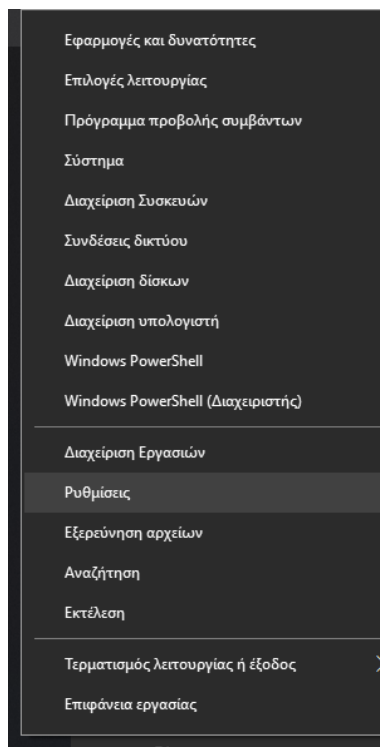 Εφαρμογές και δυνατότητες
Επιλογές λειτουργίας
Πρόγραμμα προβολής συμβάντων
Σύστημα
Διαχείριση Συσκευών
Συνδέσεις δικτύου
Διαχείριση δίσκων
Διαχείριση υπολογιστή
Windows PowerShell
Windows PowerShell (Διαχειριστής)
Διαχείριση Εργασιών
Ρυθμίσεις
Εξερεύνηση αρχείων
Αναζήτηση
Εκτέλεση
Τερματισμός λειτουργίας ή έξοδος
Επιφάνεια εργασίας